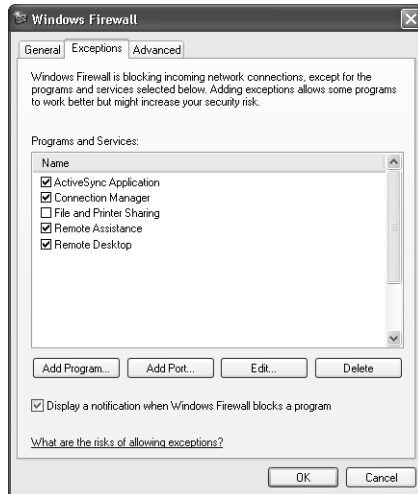 Windows Firewall
General Exceptions Advanced
Windows Firewall is blocking incoming network connections, except for the
programs and services selected below. Adding exceptions allows some programs
to work better but might increase your security risk.
Programs and Services:
Name
ActiveSync Application
Connection Manager
File and Printer Sharing
Remote Assistance
Remote Desktop
Add Program... Add Port... Edit... Delete
Display a notification when Windows Firewall blocks a program
What are the risks of allowing exceptions?
OK Cancel